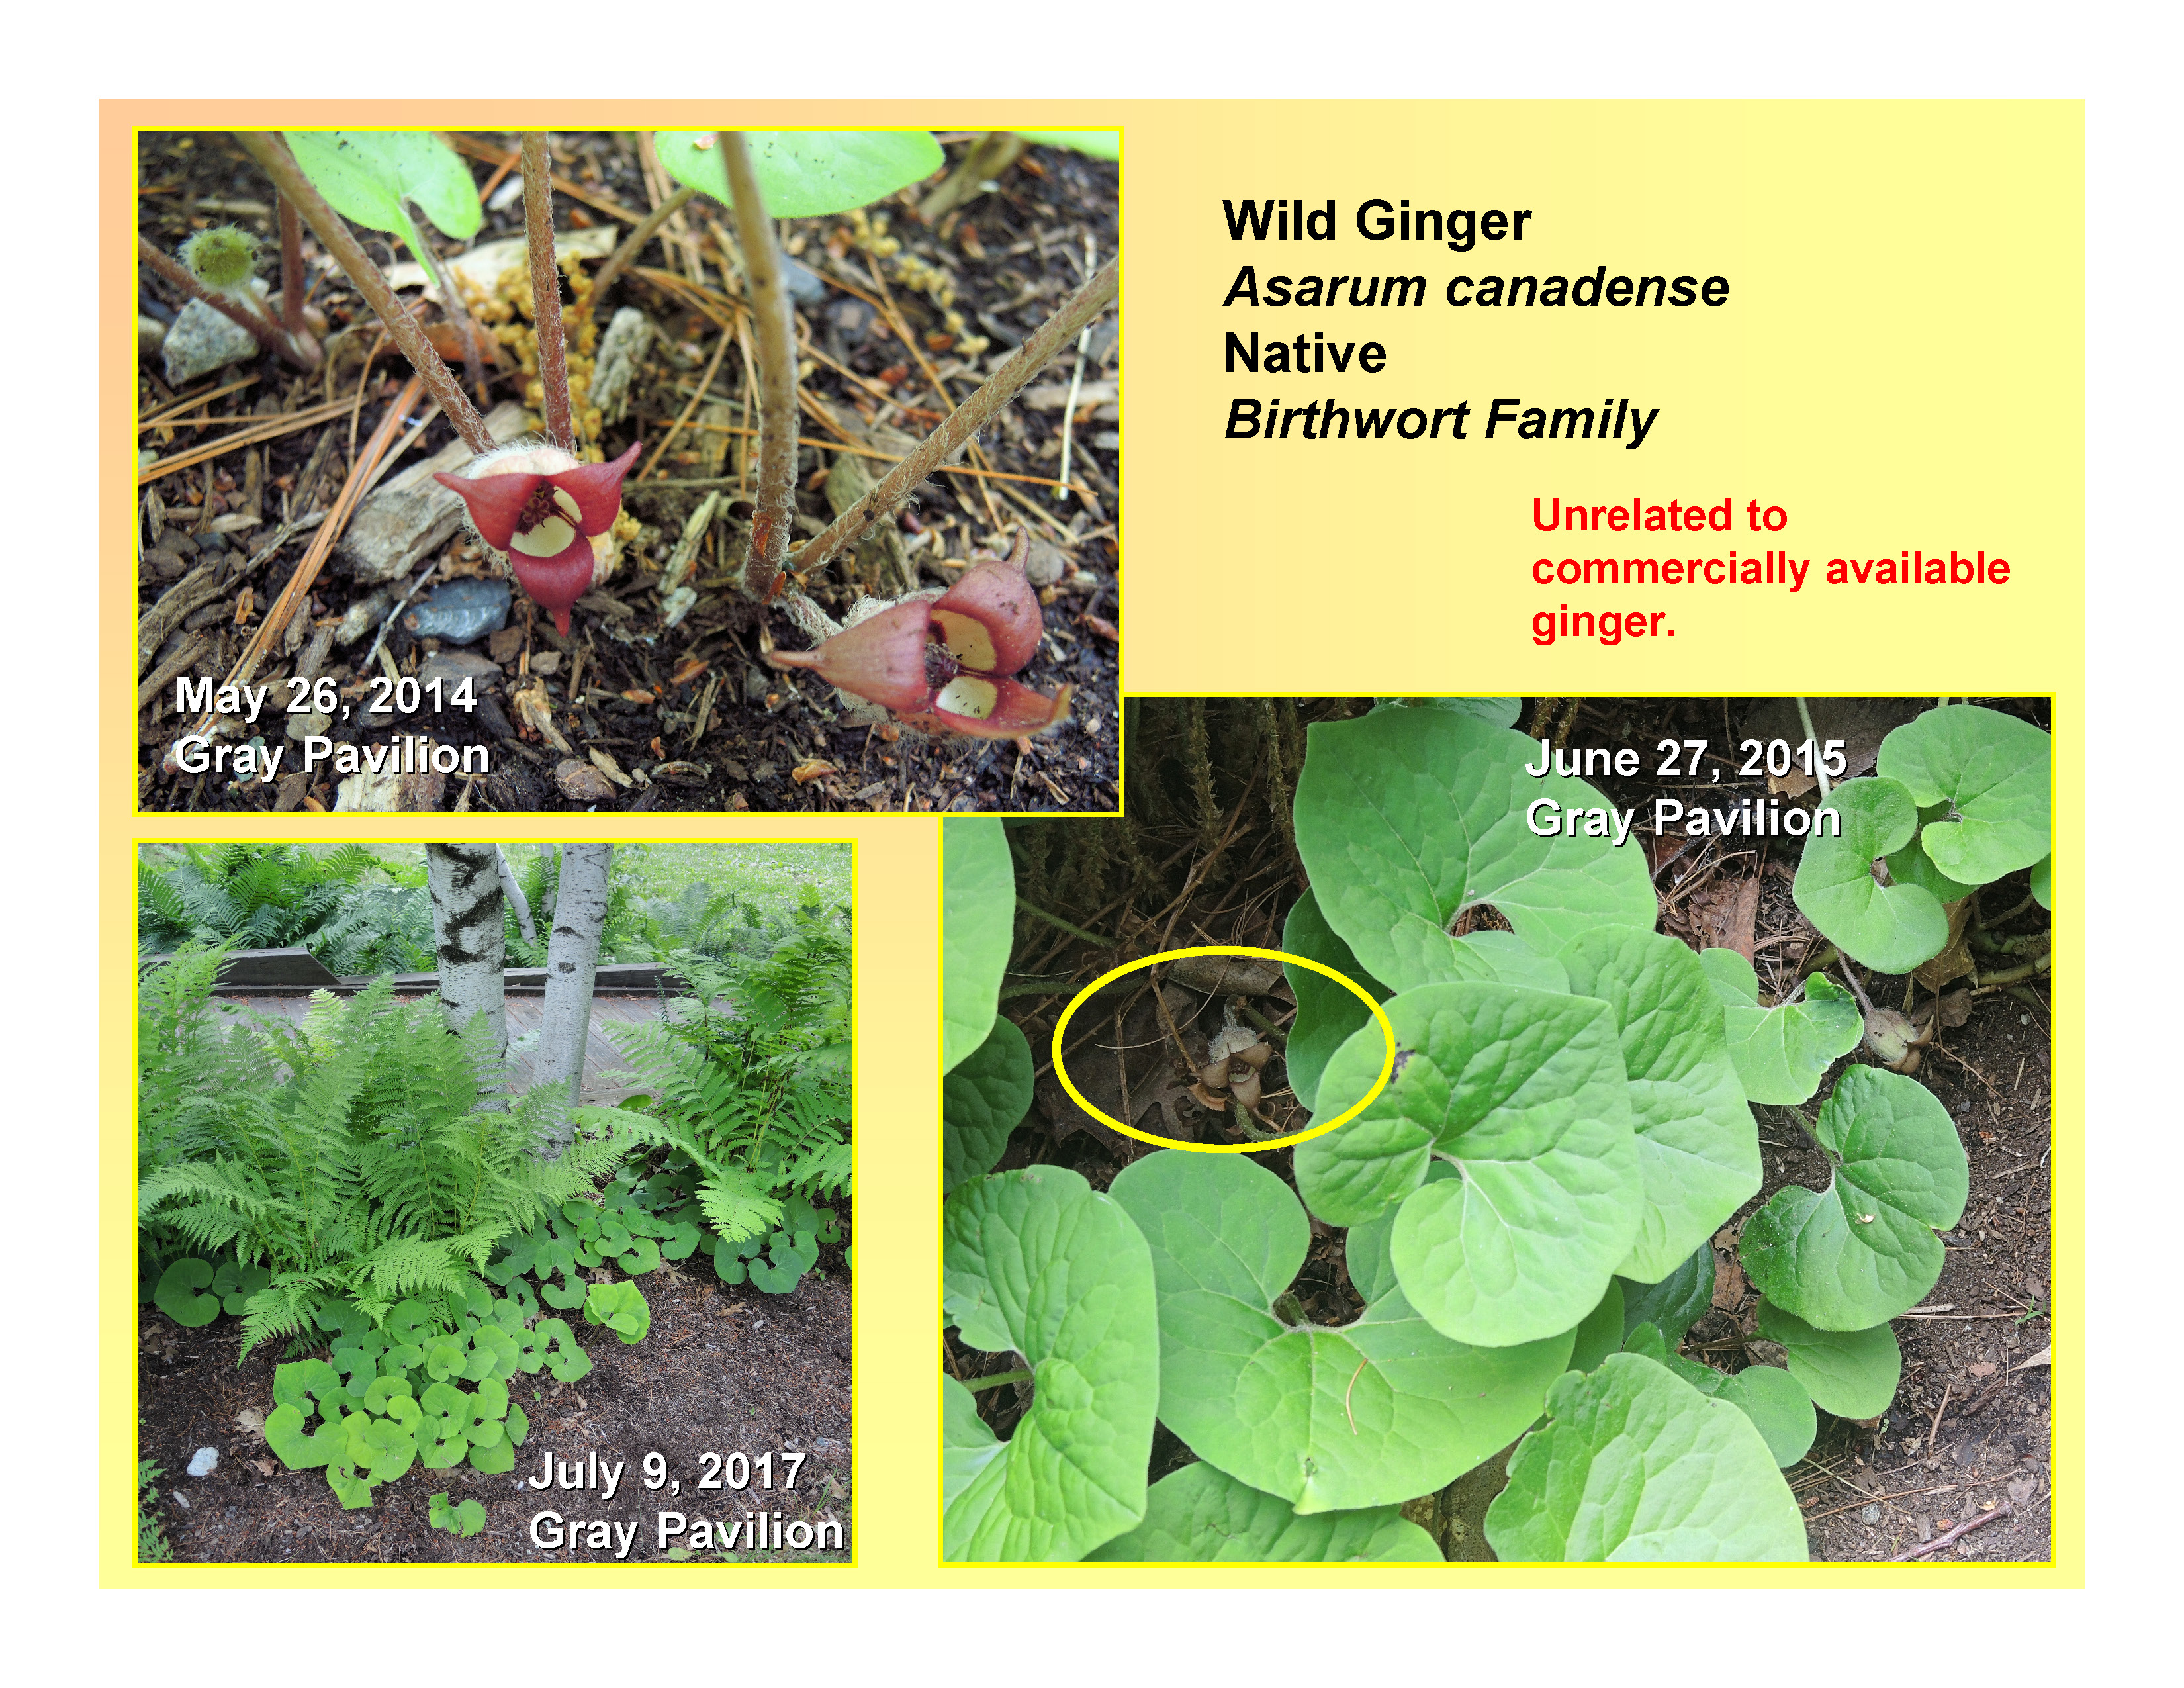 Wild Ginger
Asarum canadense
Native
Birthwort Family
Unrelated to
commercially available
ginger.
May 26, 2014
Gray Pavilion
June 27, 2015
Gray Pavilion
July 9, 2017
Gray Pavilion